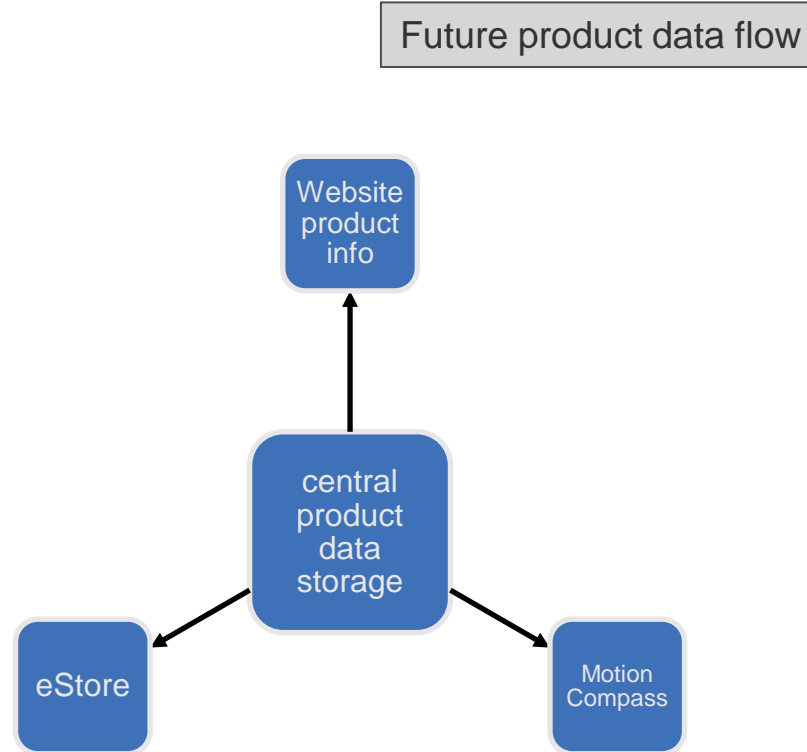 Future product data flow
Website
product
info
central
product
data
storage
eStore
Motion
Compass